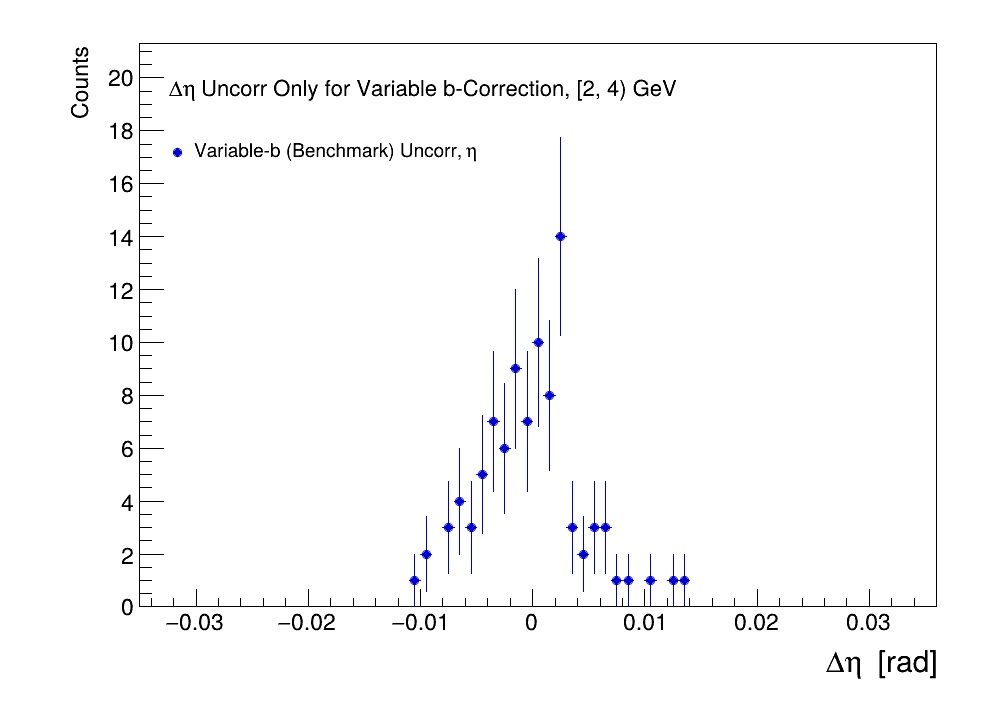 Counts
Δη Uncorr Only for Variable b-Correction, [2, 4) GeV
Variable-b (Benchmark) Uncorr, η
20
18
16
14
12
10
8
6
4
2
0
−0.03 −0.02 −0.01 0 0.01 0.02 0.03
Δη [rad]